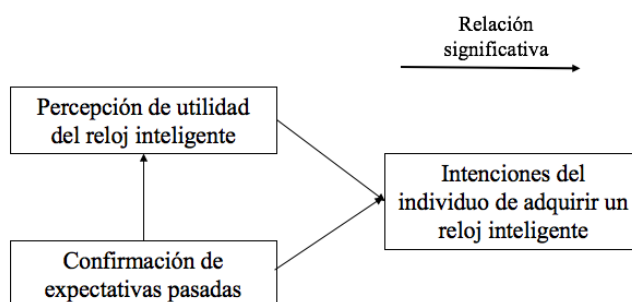 Relación
significativa
Percepción de utilidad
del reloj inteligente
Intenciones del
individuo de adquirir un
reloj inteligente
Confirmación de
expectativas pasadas